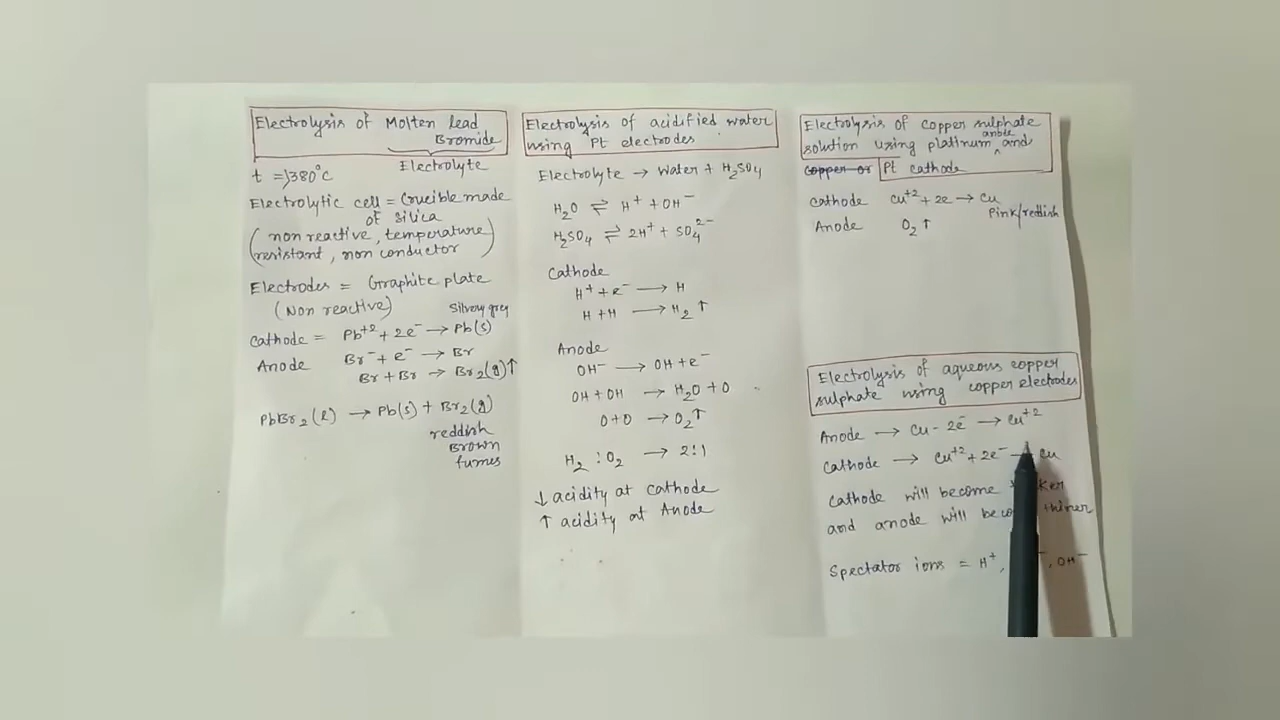 Electrolysis of Molten lead
Bromide
Electrolyte
t = >380°c
Electrolytic cell = Crucible made
of silica
(non reactive, temperature
resistant, non conductor)
Electrodes = Graphite plate
(Non reactive)
Silvery grey
Cathode = Pb⁺² + 2e⁻ → Pb(s)
Anode Br⁻ + e⁻ → Br
Br + Br → Br₂(g)↑
PbBr₂(l) → Pb(s) + Br₂(g)
reddish
Brown
fumes
Electrolysis of acidified water
using Pt electrodes
Electrolyte → Water + H₂SO₄
H₂O ⇌ H⁺ + OH⁻
H₂SO₄ ⇌ 2H⁺ + SO₄²⁻
Cathode
H⁺ + e⁻ → H
H + H → H₂ ↑
Anode
OH⁻ → OH + e⁻
OH + OH → H₂O + O
O + O → O₂↑
H₂ : O₂ → 2:1
↓ acidity at cathode
↑ acidity at Anode
Electrolysis of copper sulphate
solution using platinum anode and
copper or Pt cathode
Cathode Cu⁺² + 2e → Cu
Pink/reddish
Anode O₂↑
Electrolysis of aqueous copper
sulphate using copper electrodes
Anode → Cu - 2e⁻ → Cu⁺²
Cathode → Cu⁺² + 2e⁻ → Cu
Cathode will become
and anode will thiner
Spectator ions = H⁺, , OH⁻